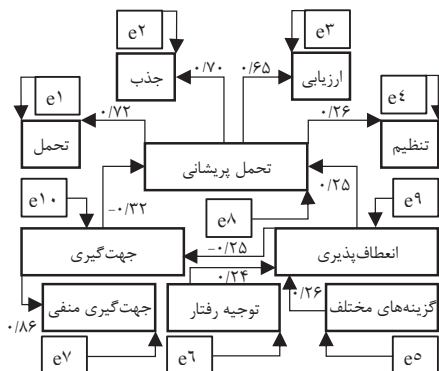 e۲
e۳
جذب
ارزیابی
۰/۷۰
۰/۶۵
e۱
e۴
۰/۷۲
۰/۲۶
تحمل
تنظیم
تحمل پریشانی
e۱۰
−۰/۳۲
e۸
۰/۲۵
e۹
جهت‌گیری
−۰/۲۵
انعطاف‌پذیری
۰/۲۴
۰/۲۶
جهت‌گیری منفی
توجیه رفتار
گزینه‌های مختلف
۰/۸۶
e۷
e۶
e۵